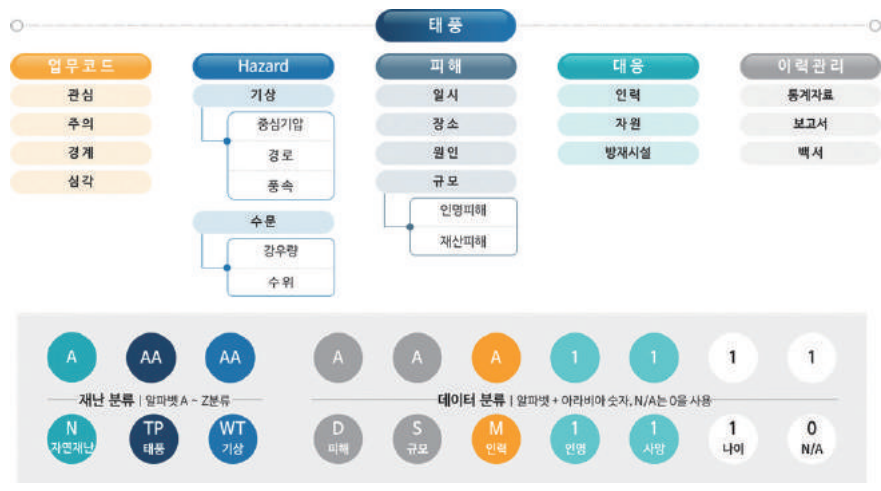 태풍
업무코드
관심
주의
경계
심각
Hazard
기상
중심기압
경로
풍속
수문
강우량
수위
피해
일시
장소
원인
규모
인명피해
재산피해
대응
인력
자원
방재시설
이력관리
통계자료
보고서
백서
A AA AA A A A 1 1 1 1
재난 분류 | 알파벳 A ~ Z분류
데이터 분류 | 알파벳 + 아라비아 숫자, N/A는 0을 사용
N 자연재난
TP 태풍
WT 기상
D 피해
S 규모
M 인력
1 인명
1 사망
1 나이
0 N/A